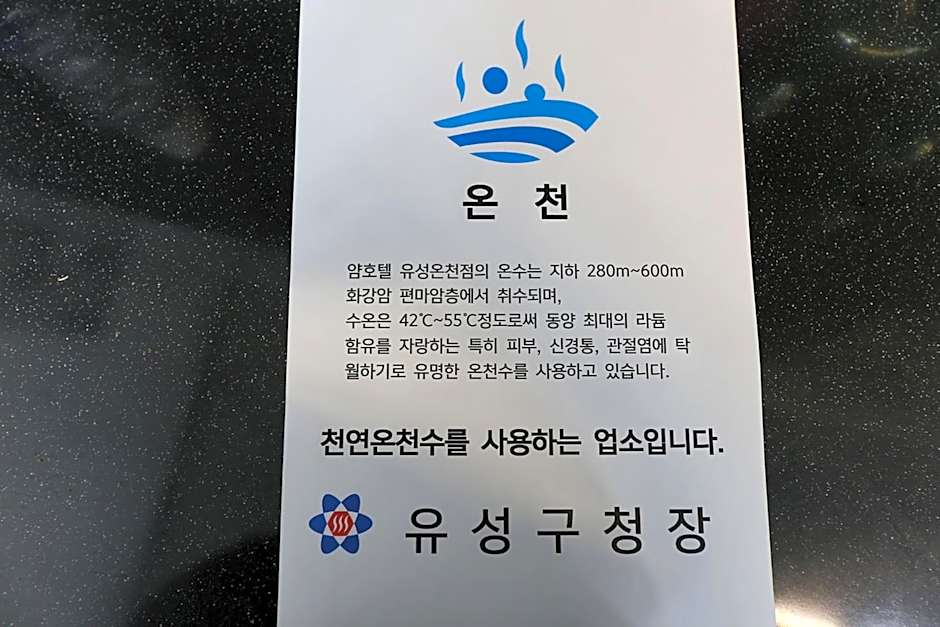 온 천
얌호텔 유성온천점의 온수는 지하 280m~600m
화강암 편마암층에서 취수되며,
수온은 42℃~55℃정도로써 동양 최대의 라듐
함유를 자랑하는 특히 피부, 신경통, 관절염에 탁
월하기로 유명한 온천수를 사용하고 있습니다.
천연온천수를 사용하는 업소입니다.
유성구청장